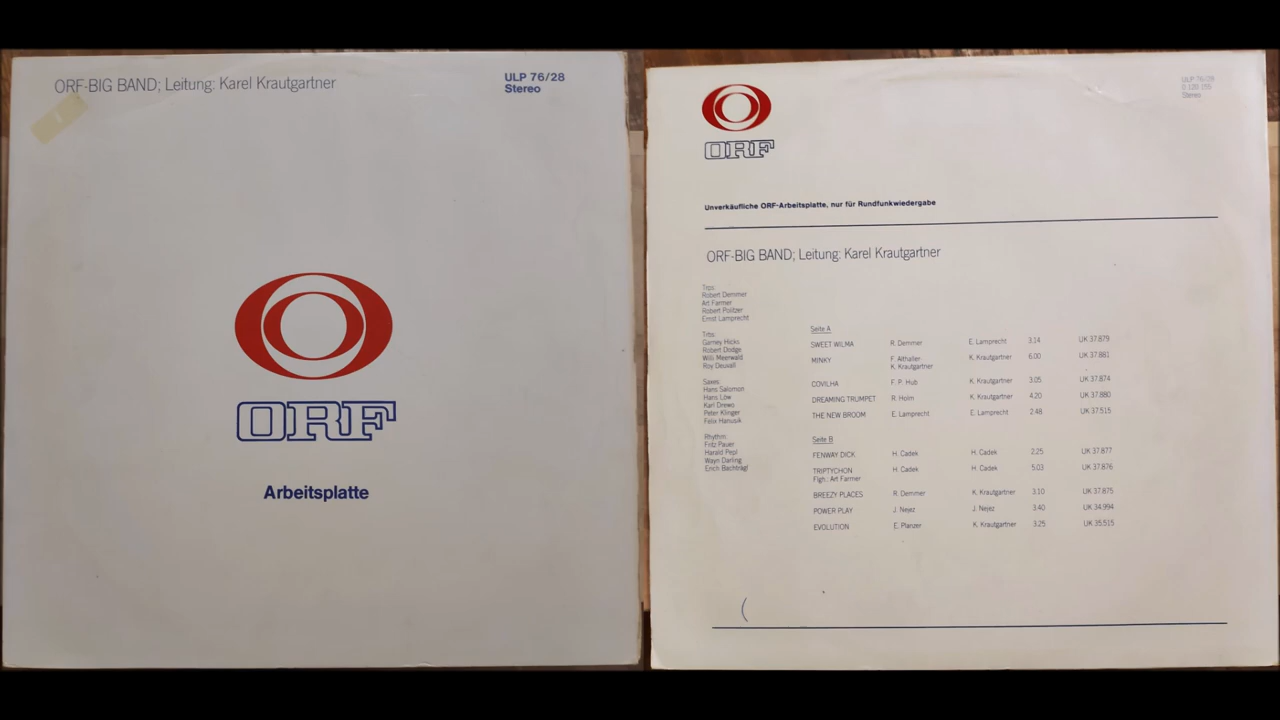 ORF-BIG BAND; Leitung: Karel Krautgartner
ULP 76/28
Stereo
ORF
Arbeitsplatte
ULP 76/28
0 120 155
Stereo
ORF
Unverkäufliche ORF-Arbeitsplatte, nur für Rundfunkwiedergabe
ORF-BIG BAND; Leitung: Karel Krautgartner
Trps:
Robert Demmer
Art Farmer
Robert Politzer
Ernst Lamprecht
Trbs:
Garney Hicks
Robert Dodge
Willi Meerwald
Roy Deuvall
Saxes:
Hans Salomon
Hans Löw
Karl Drewo
Peter Klinger
Felix Hanusik
Rhythm:
Fritz Pauer
Harald Pepl
Wayn Darling
Erich Bachträgl
Seite A
SWEET WILMA R. Demmer E. Lamprecht 3.14 UK 37.879
MINKY F. Althaller K. Krautgartner 6.00 UK 37.881
K. Krautgartner
COVILHA F. P. Hub K. Krautgartner 3.05 UK 37.874
DREAMING TRUMPET R. Holm K. Krautgartner 4.20 UK 37.880
THE NEW BROOM E. Lamprecht E. Lamprecht 2.48 UK 37.515
Seite B
FENWAY DICK H. Cadek H. Cadek 2.25 UK 37.877
TRIPTYCHON H. Cadek H. Cadek 5.03 UK 37.876
Flgh.: Art Farmer
BREEZY PLACES R. Demmer K. Krautgartner 3.10 UK 37.875
POWER PLAY J. Nejez J. Nejez 3.40 UK 34.994
EVOLUTION E. Planzer K. Krautgartner 3.25 UK 35.515